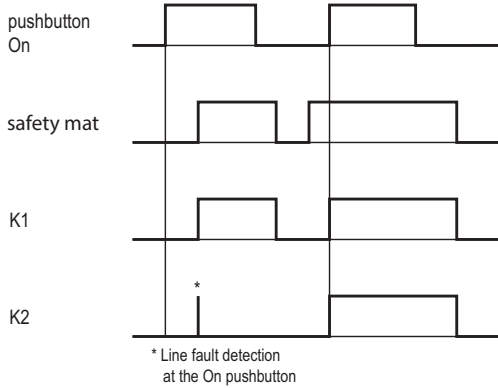 pushbutton
On
safety mat
K1
K2
*
* Line fault detection
at the On pushbutton